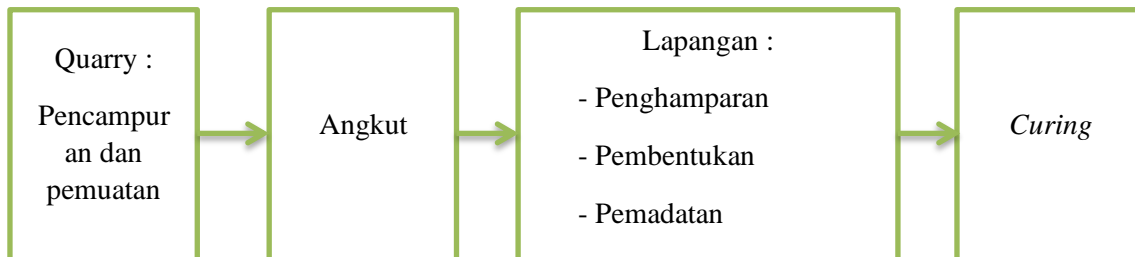 Quarry :
Pencampur
an dan
pemuatan
Angkut
Lapangan :
- Penghamparan
- Pembentukan
- Pemadatan
Curing